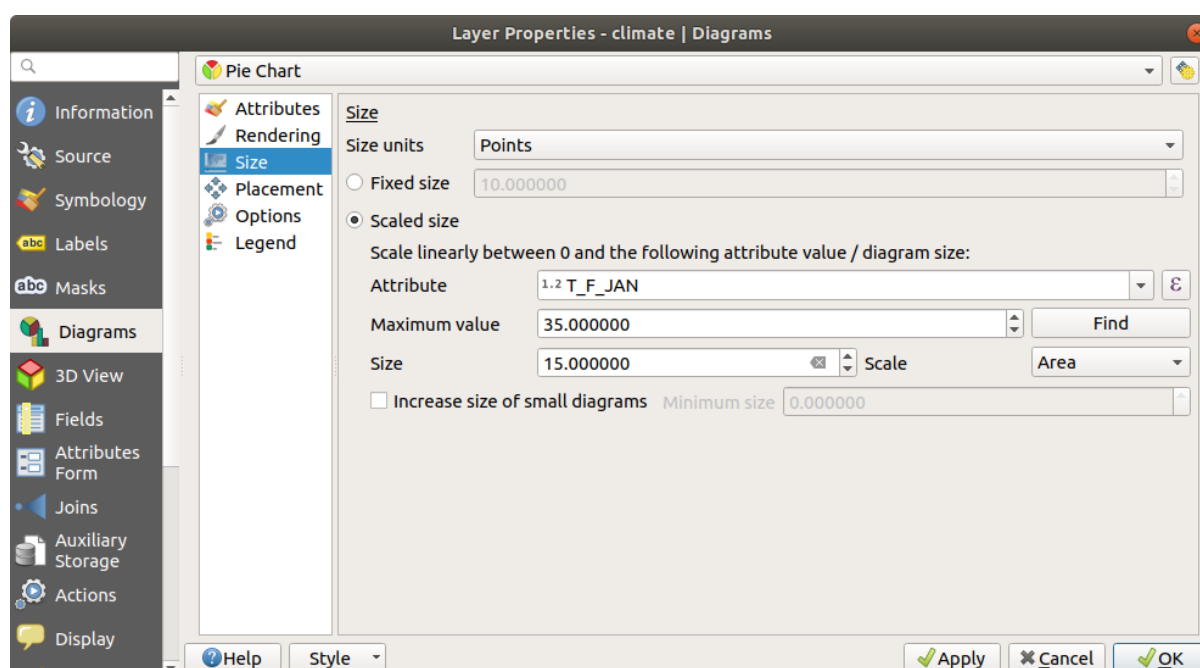 Layer Properties - climate | Diagrams
Pie Chart
Information
Source
Symbology
abc Labels
abc Masks
Diagrams
3D View
Fields
Attributes
Form
Joins
Auxiliary
Storage
Actions
Display
Attributes
Rendering
Size
Placement
Options
Legend
Size
Size units Points
Fixed size 10.000000
Scaled size
Scale linearly between 0 and the following attribute value / diagram size:
Attribute 1.2 T_F_JAN ε
Maximum value 35.000000 Find
Size 15.000000 Scale Area
Increase size of small diagrams Minimum size 0.000000
Help Style Apply Cancel OK